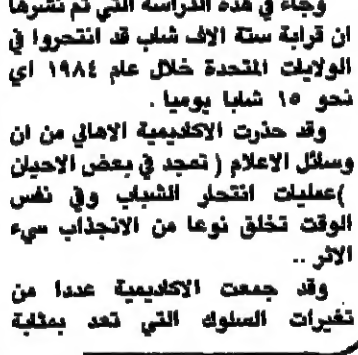 وجاء في هذه الدراسة التي تم نشرها
ان قرابة ستة الاف شاب قد انتحروا في
الولايات المتحدة خلال عام ١٩٨٤ اي
نحو ١٥ شابا يوميا .
وقد حذرت الاكاديمية الاهالي من ان
وسائل الاعلام ( تمجد في بعض الاحيان
)عمليات انتحار الشباب وفي نفس
الوقت تخلق نوعا من الانجذاب سيء
الاثر ..
وقد جمعت الاكاديمية عددا من
تغيرات السلوك التي تعد بمثابة